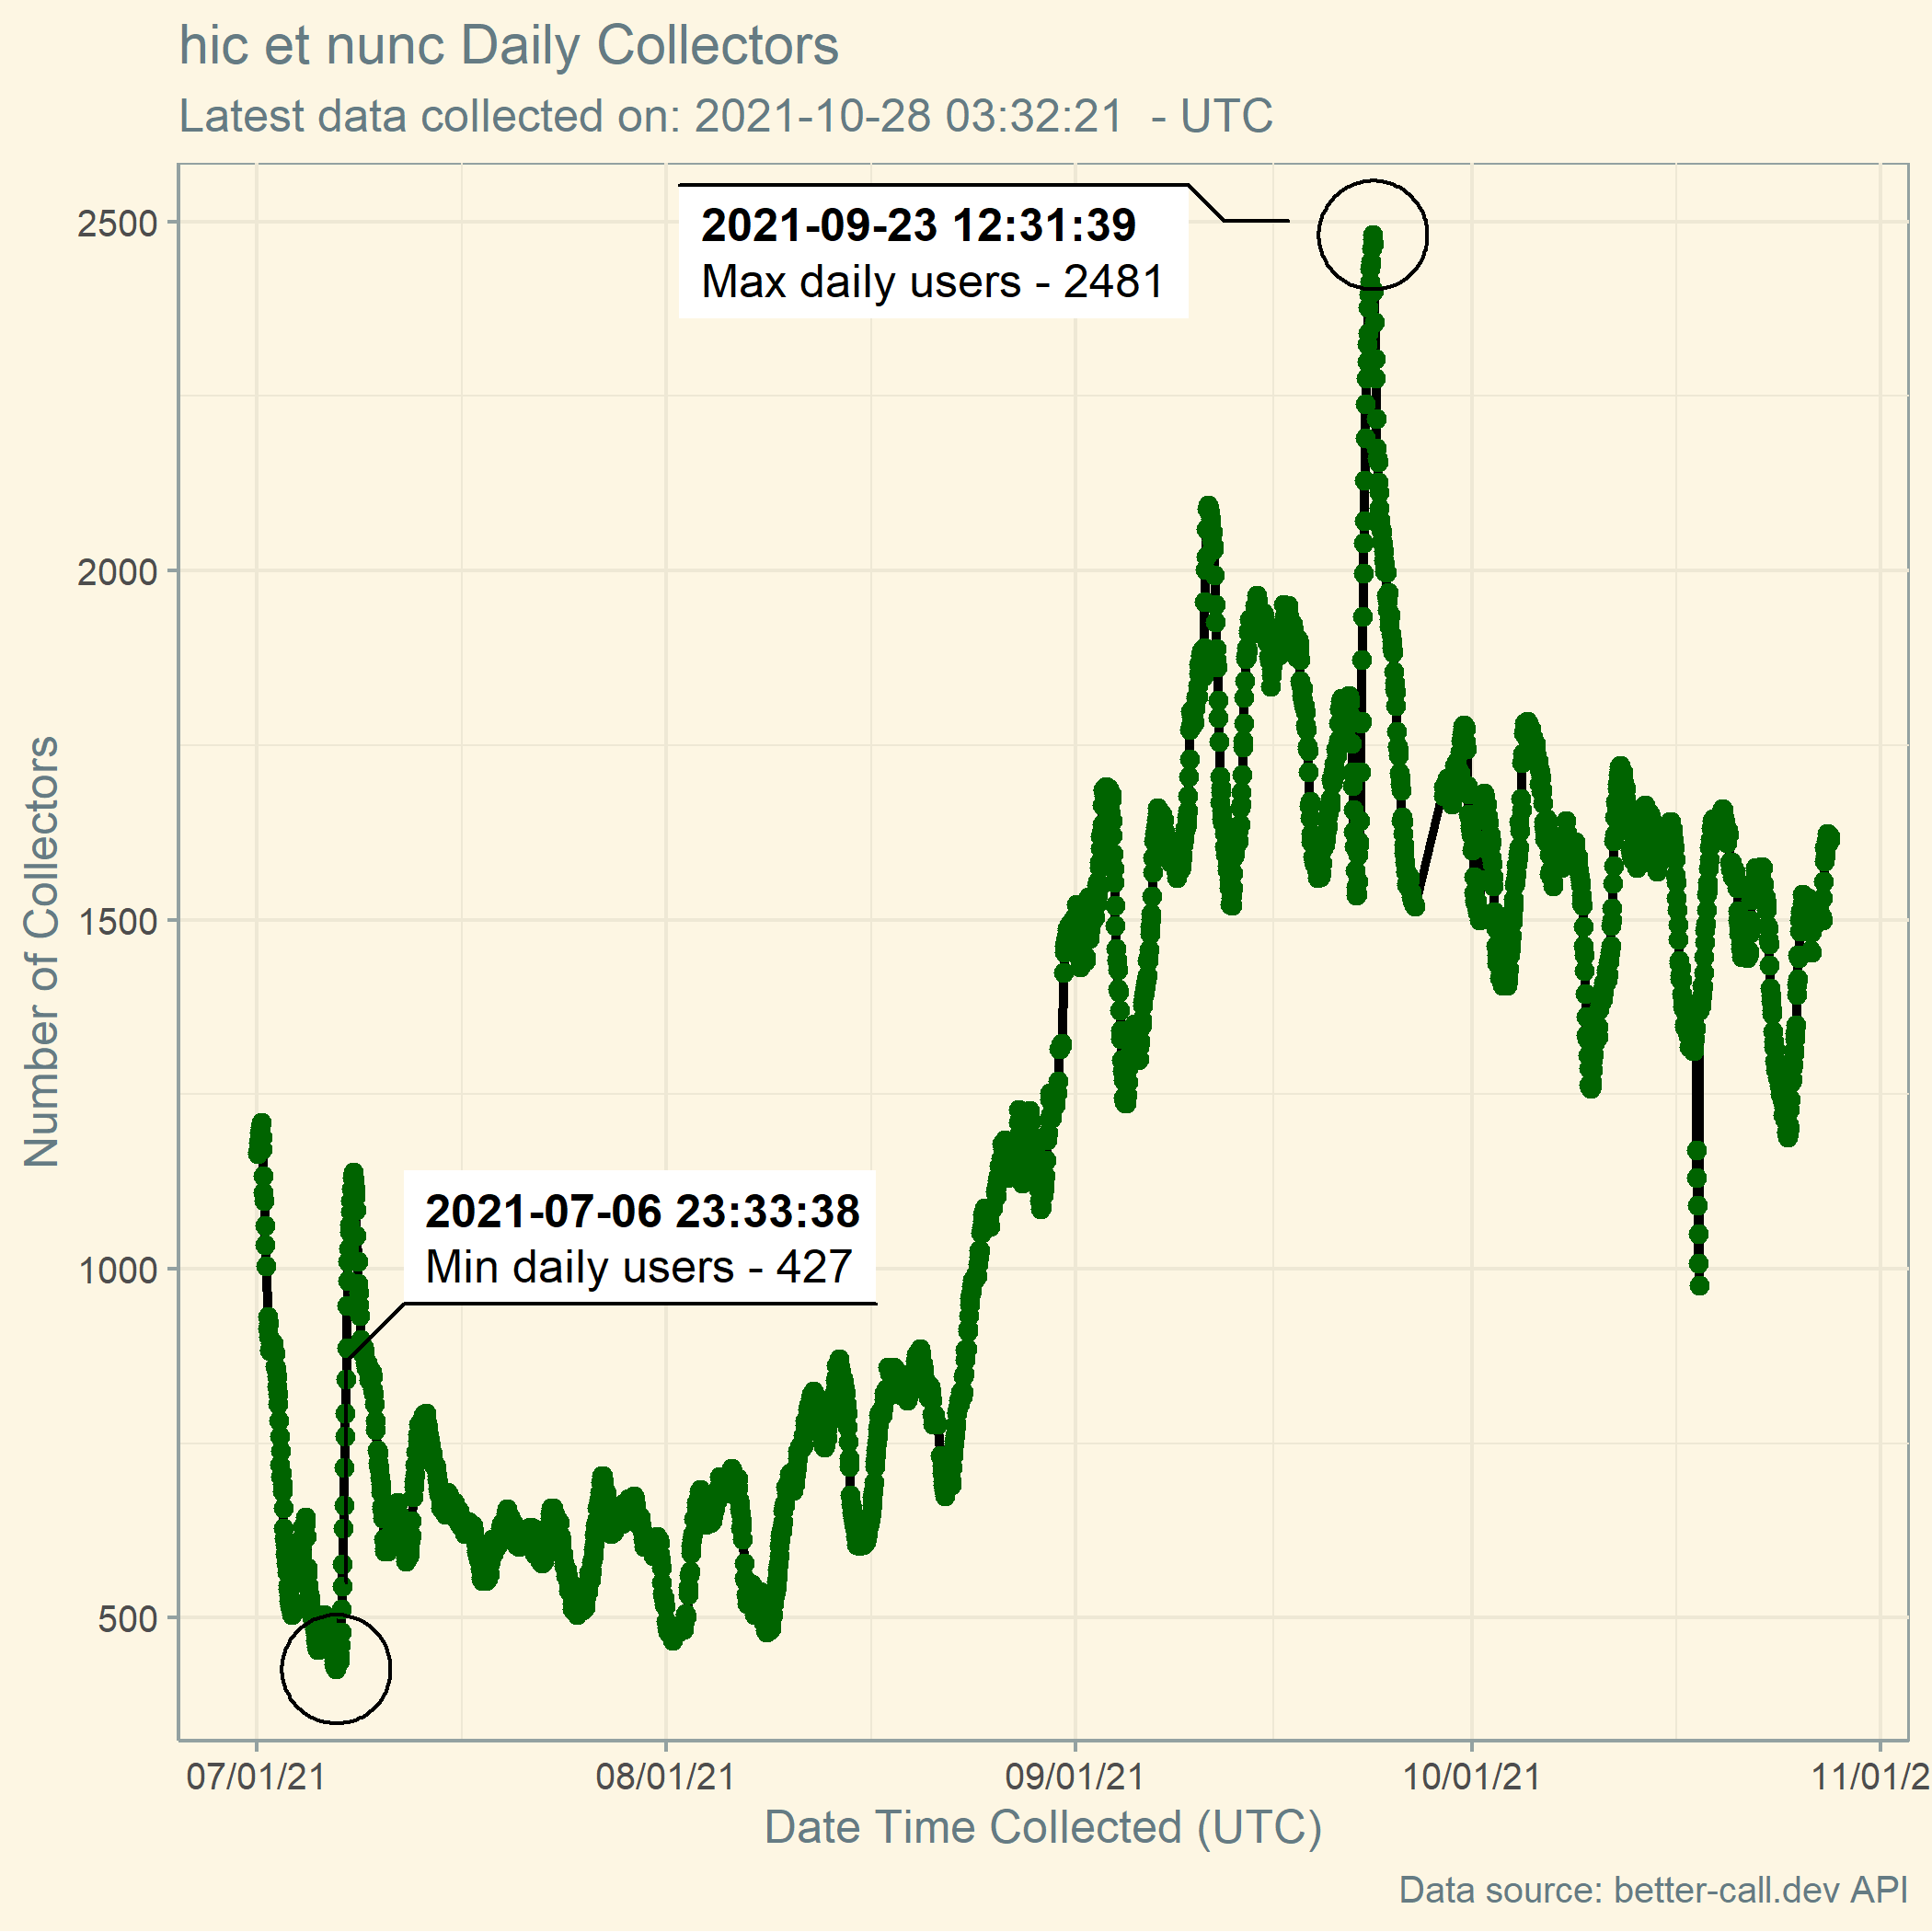 hic et nunc Daily Collectors
Latest data collected on: 2021-10-28 03:32:21 - UTC
2021-09-23 12:31:39
Max daily users - 2481
2021-07-06 23:33:38
Min daily users - 427
Number of Collectors
2500
2000
1500
1000
500
07/01/21
08/01/21
09/01/21
10/01/21
11/01/2
Date Time Collected (UTC)
Data source: better-call.dev API